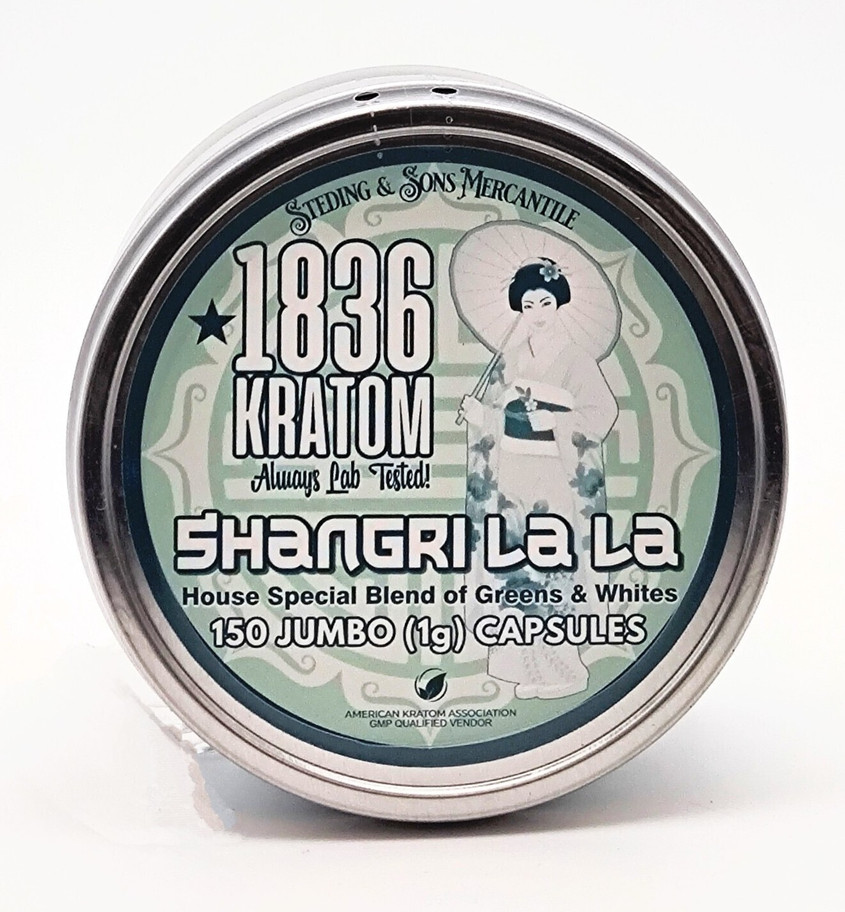 Steding & Sons Mercantile
1836
KRATOM
Always Lab Tested!
SHANGRI La La
House Special Blend of Greens & Whites
150 JUMBO (1g) CAPSULES
AMERICAN KRATOM ASSOCIATION
GMP QUALIFIED VENDOR